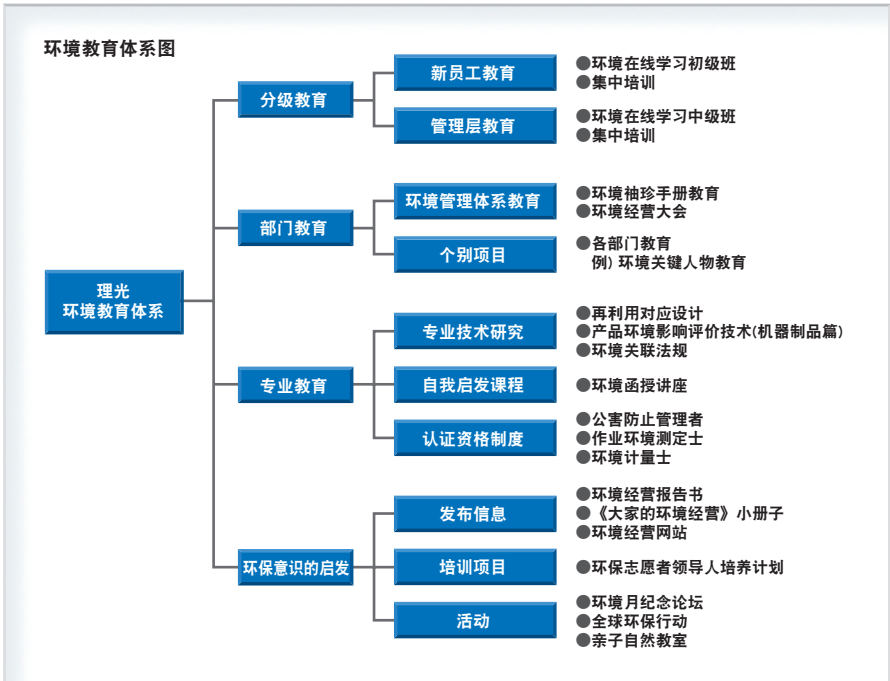 环境教育体系图
理光
环境教育体系
分级教育
新员工教育
●环境在线学习初级班
●集中培训
管理层教育
●环境在线学习中级班
●集中培训
部门教育
环境管理体系教育
●环境袖珍手册教育
●环境经营大会
个别项目
●各部门教育
例) 环境关键人物教育
专业教育
专业技术研究
●再利用对应设计
●产品环境影响评价技术(机器制品篇)
●环境关联法规
自我启发课程
●环境函授讲座
认证资格制度
●公害防止管理者
●作业环境测定士
●环境计量士
环保意识的启发
发布信息
●环境经营报告书
●《大家的环境经营》小册子
●环境经营网站
培训项目
●环保志愿者领导人培养计划
活动
●环境月纪念论坛
●全球环保行动
●亲子自然教室